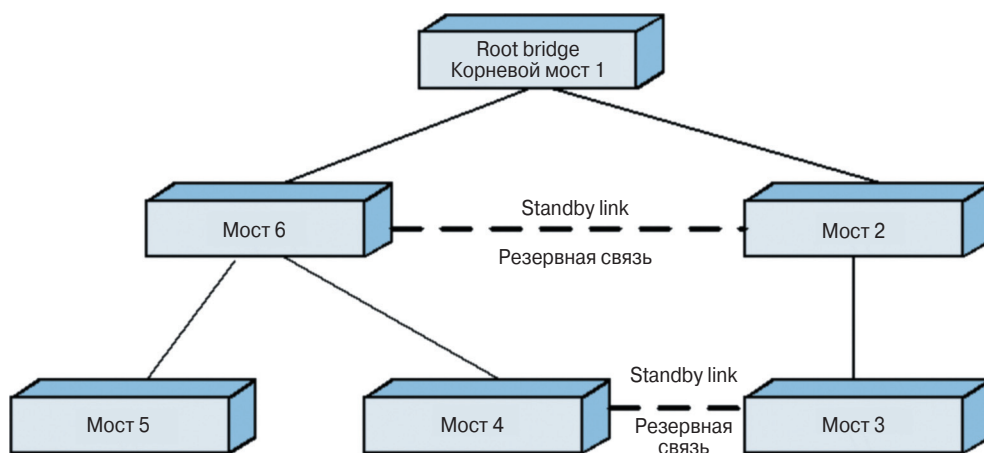 Root bridge
Корневой мост 1
Мост 6
Standby link
Резервная связь
Мост 2
Мост 5
Мост 4
Standby link
Резервная
связь
Мост 3